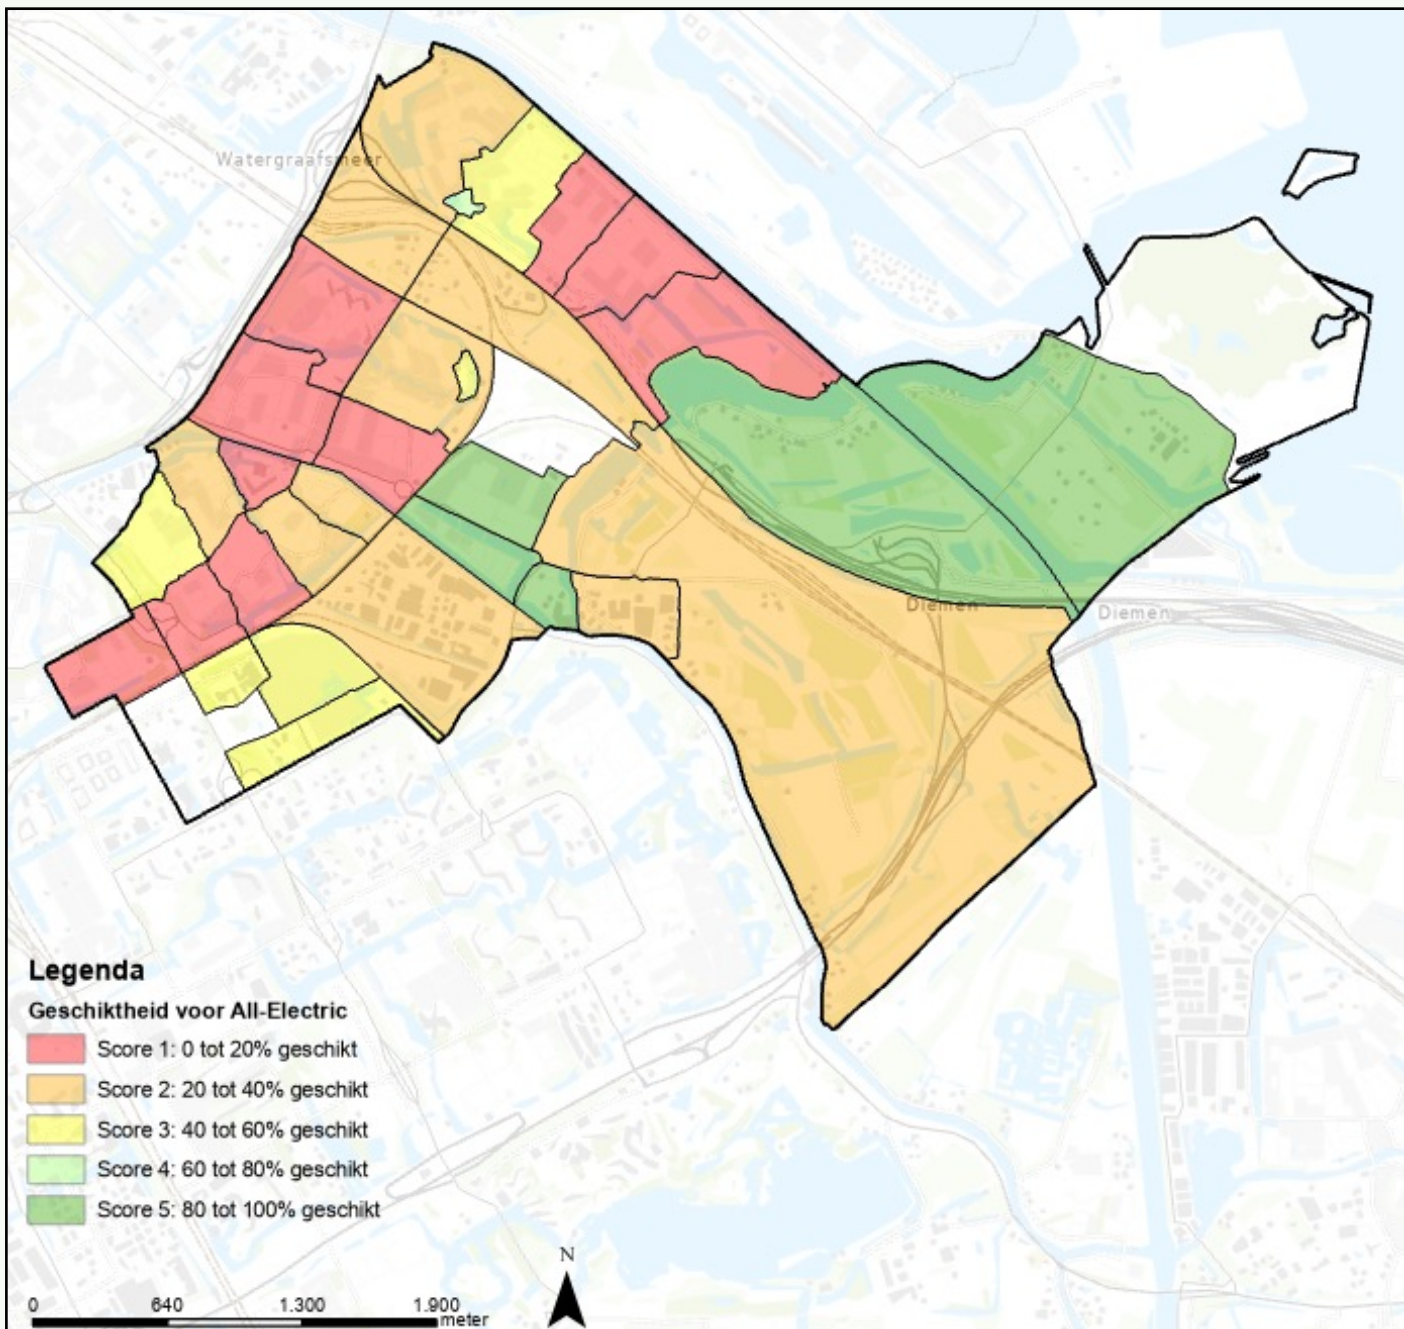 Watergraafsmeer
Diemen
Diemen
Legenda
Geschiktheid voor All-Electric
Score 1: 0 tot 20% geschikt
Score 2: 20 tot 40% geschikt
Score 3: 40 tot 60% geschikt
Score 4: 60 tot 80% geschikt
Score 5: 80 tot 100% geschikt
N
0 640 1.300 1.900
meter